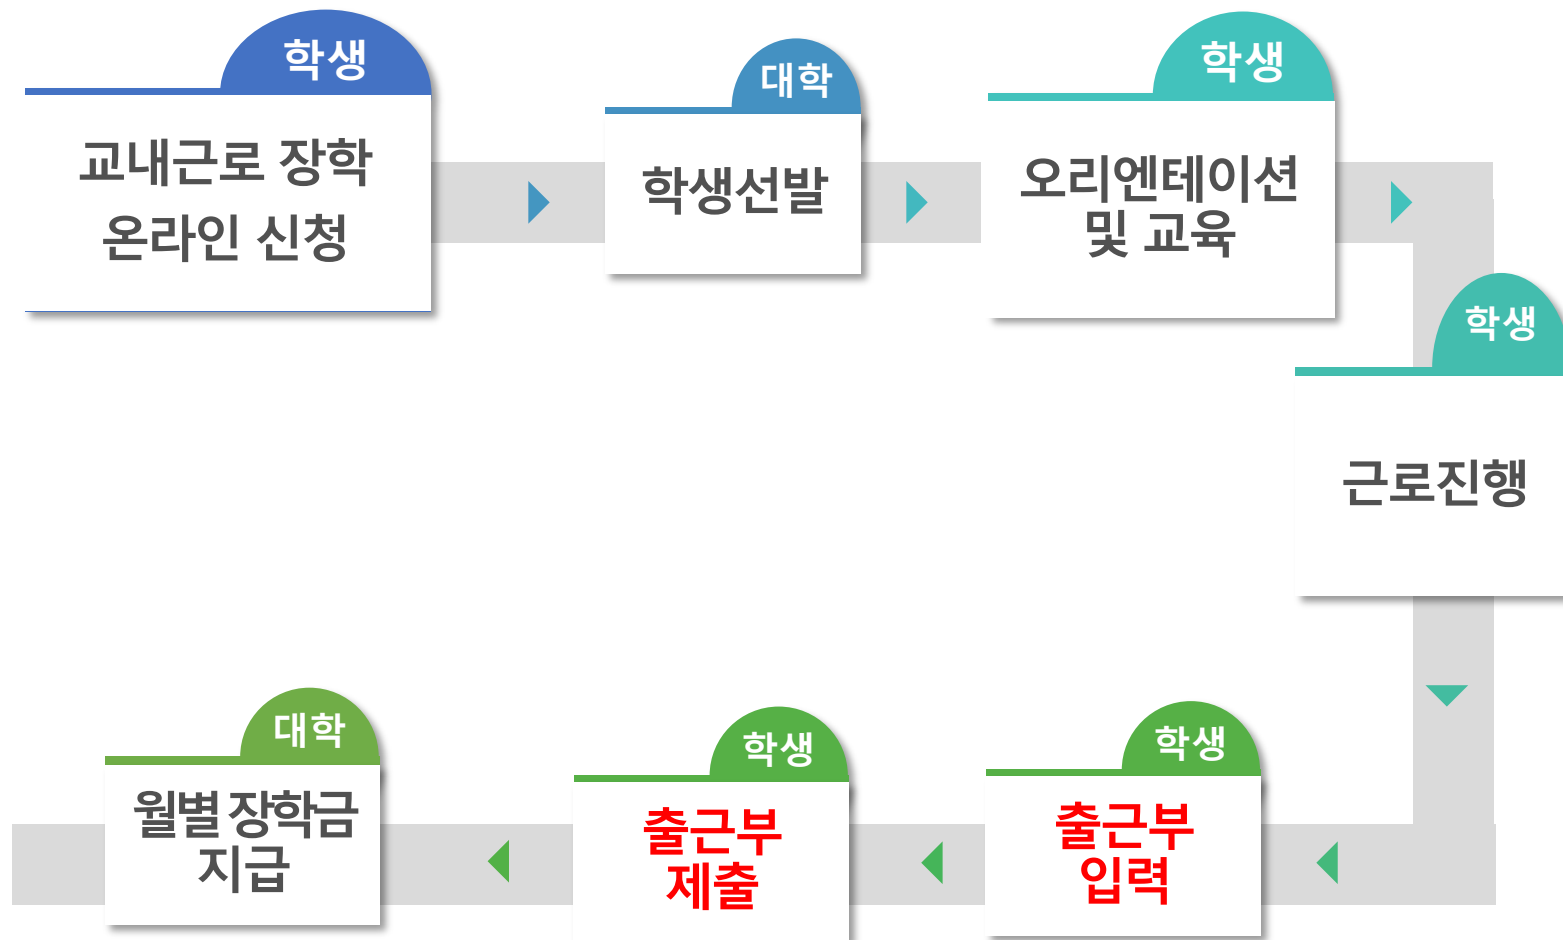 학생
교내근로 장학
온라인 신청
대학
학생선발
학생
오리엔테이션
및 교육
학생
근로진행
학생
출근부
입력
학생
출근부
제출
대학
월별 장학금
지급